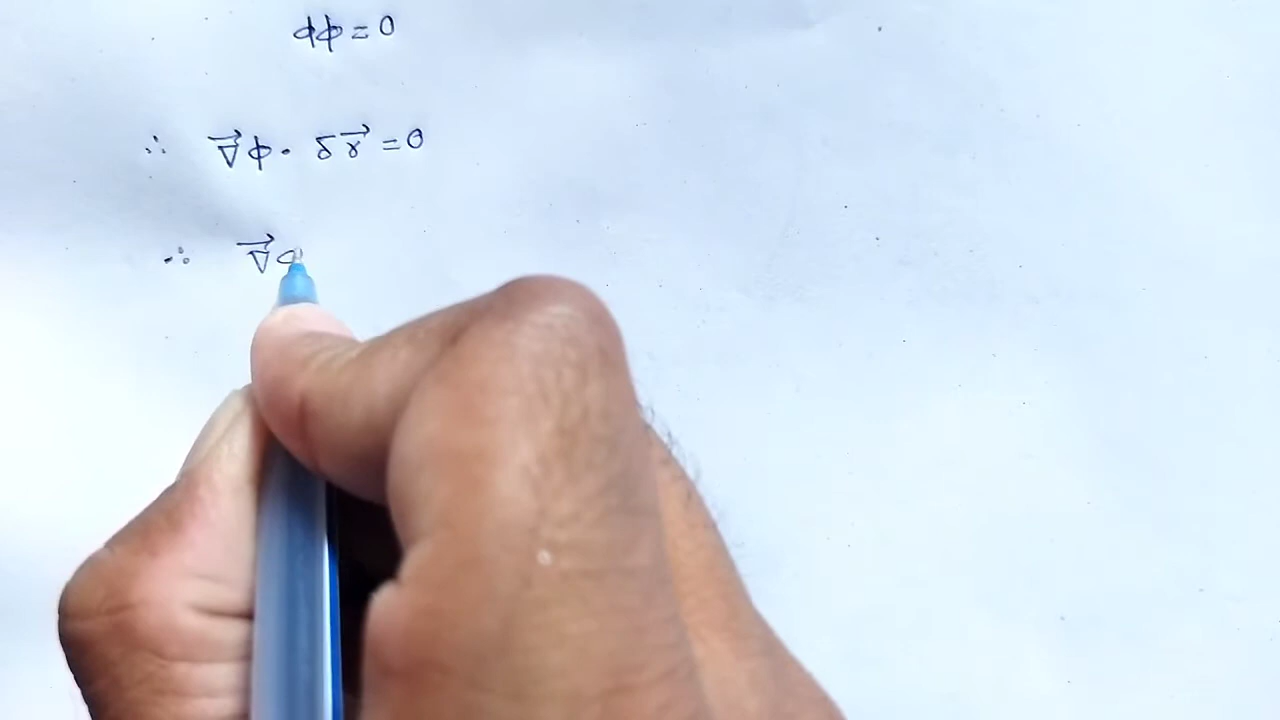 dϕ = 0
∴ ∇⃗ϕ · δr⃗ = 0
∴ ∇⃗